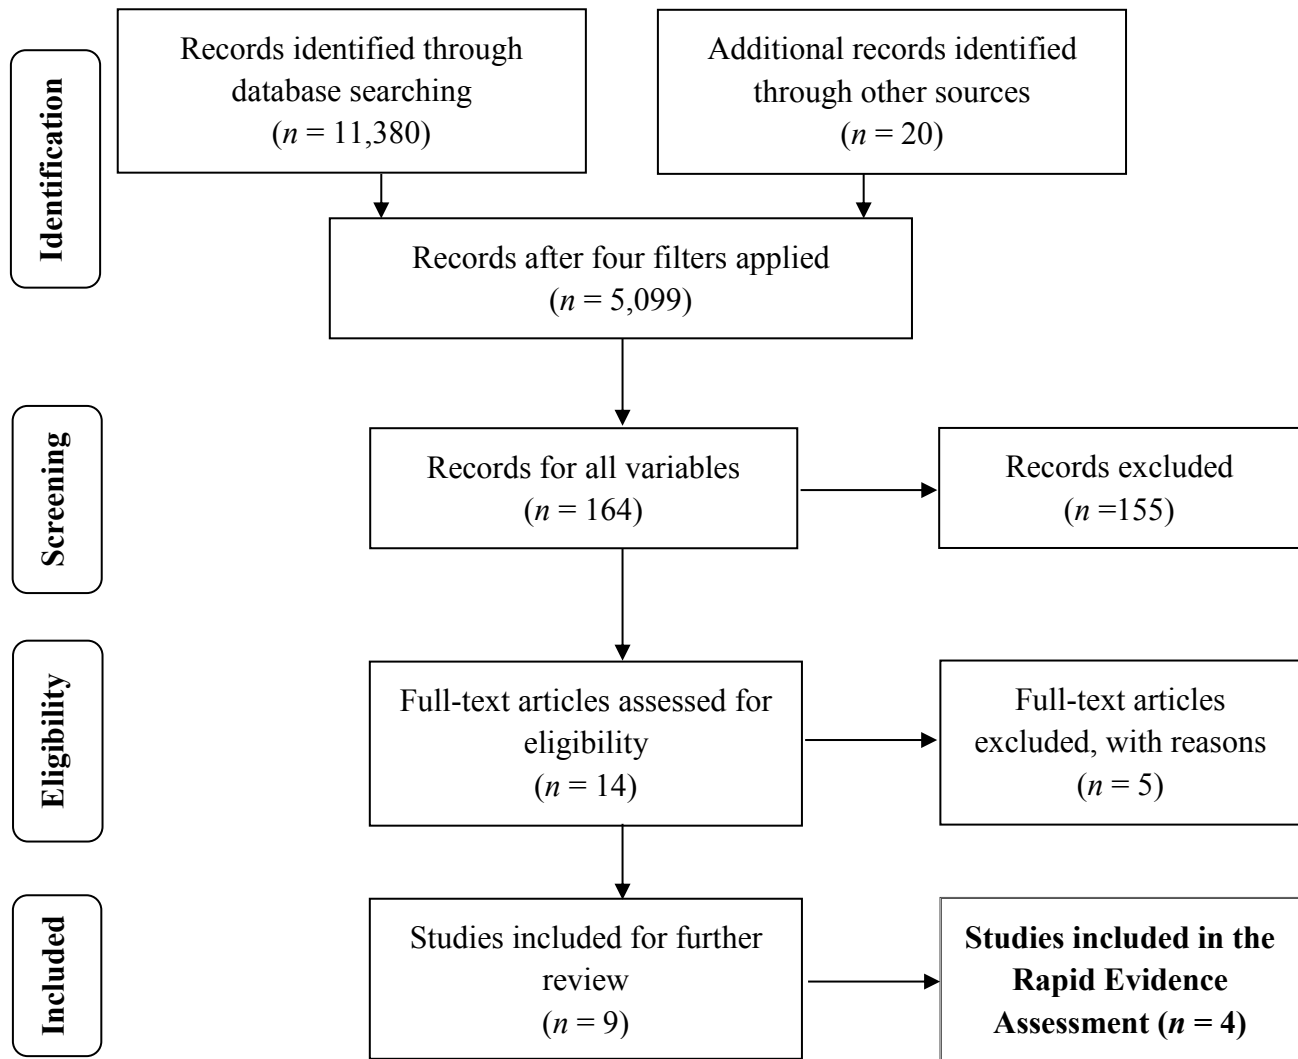 Identification
Records identified through
database searching
(n = 11,380)
Additional records identified
through other sources
(n = 20)
Records after four filters applied
(n = 5,099)
Screening
Records for all variables
(n = 164)
Records excluded
(n =155)
Eligibility
Full-text articles assessed for
eligibility
(n = 14)
Full-text articles
excluded, with reasons
(n = 5)
Included
Studies included for further
review
(n = 9)
Studies included in the
Rapid Evidence
Assessment (n = 4)